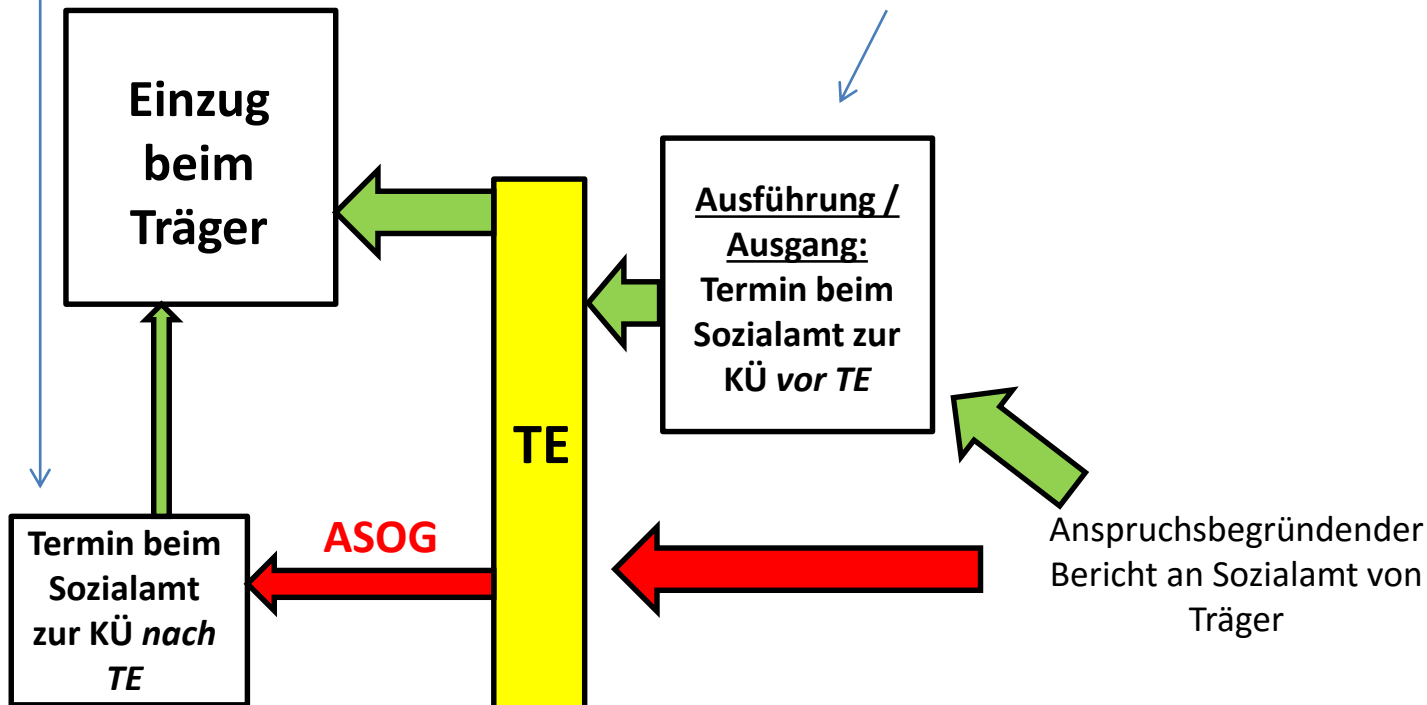 Einzug
beim
Träger
Ausführung /
Ausgang:
Termin beim
Sozialamt zur
KÜ vor TE
TE
ASOG
Termin beim
Sozialamt
zur KÜ nach
TE
Anspruchsbegründender
Bericht an Sozialamt von
Träger